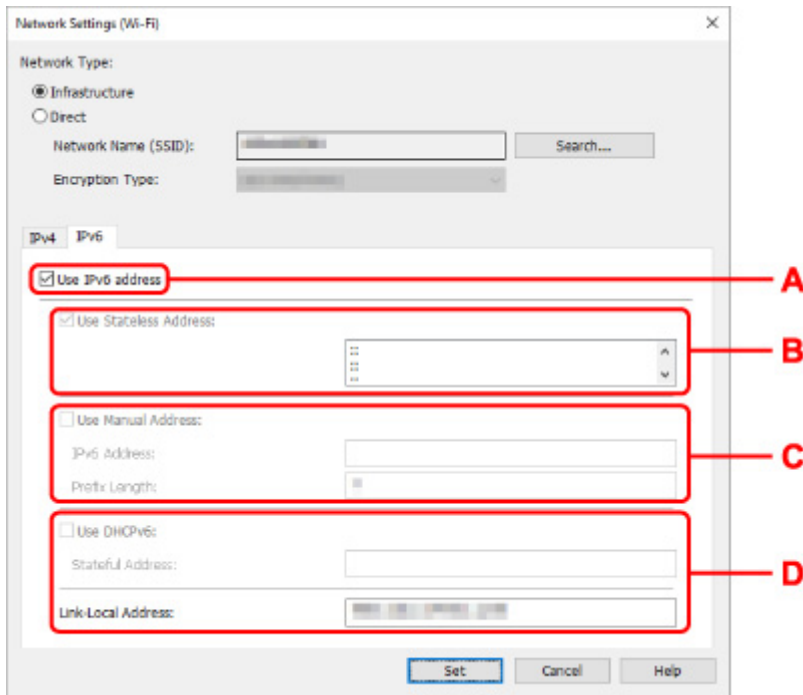 Network Settings (Wi-Fi)
Network Type:
Infrastructure
Direct
Network Name (SSID):
Search...
Encryption Type:
IPv4 IPv6
Use IPv6 address
A
Use Stateless Address:
::
::
::
B
Use Manual Address:
IPv6 Address:
Prefix Length:
C
Use DHCPv6:
Stateful Address:
D
Link-Local Address:
Set Cancel Help